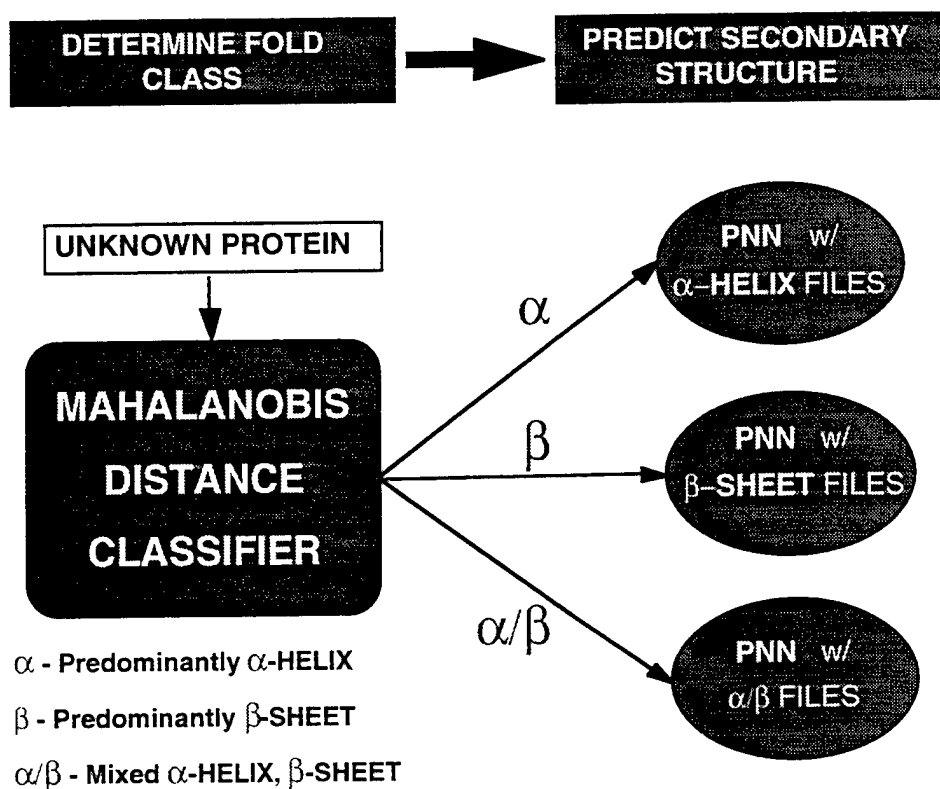 DETERMINE FOLD
CLASS
PREDICT SECONDARY
STRUCTURE
UNKNOWN PROTEIN
MAHALANOBIS
DISTANCE
CLASSIFIER
α
β
α/β
PNN w/
α–HELIX FILES
PNN w/
β–SHEET FILES
PNN w/
α/β FILES
α - Predominantly α-HELIX
β - Predominantly β-SHEET
α/β - Mixed α-HELIX, β-SHEET